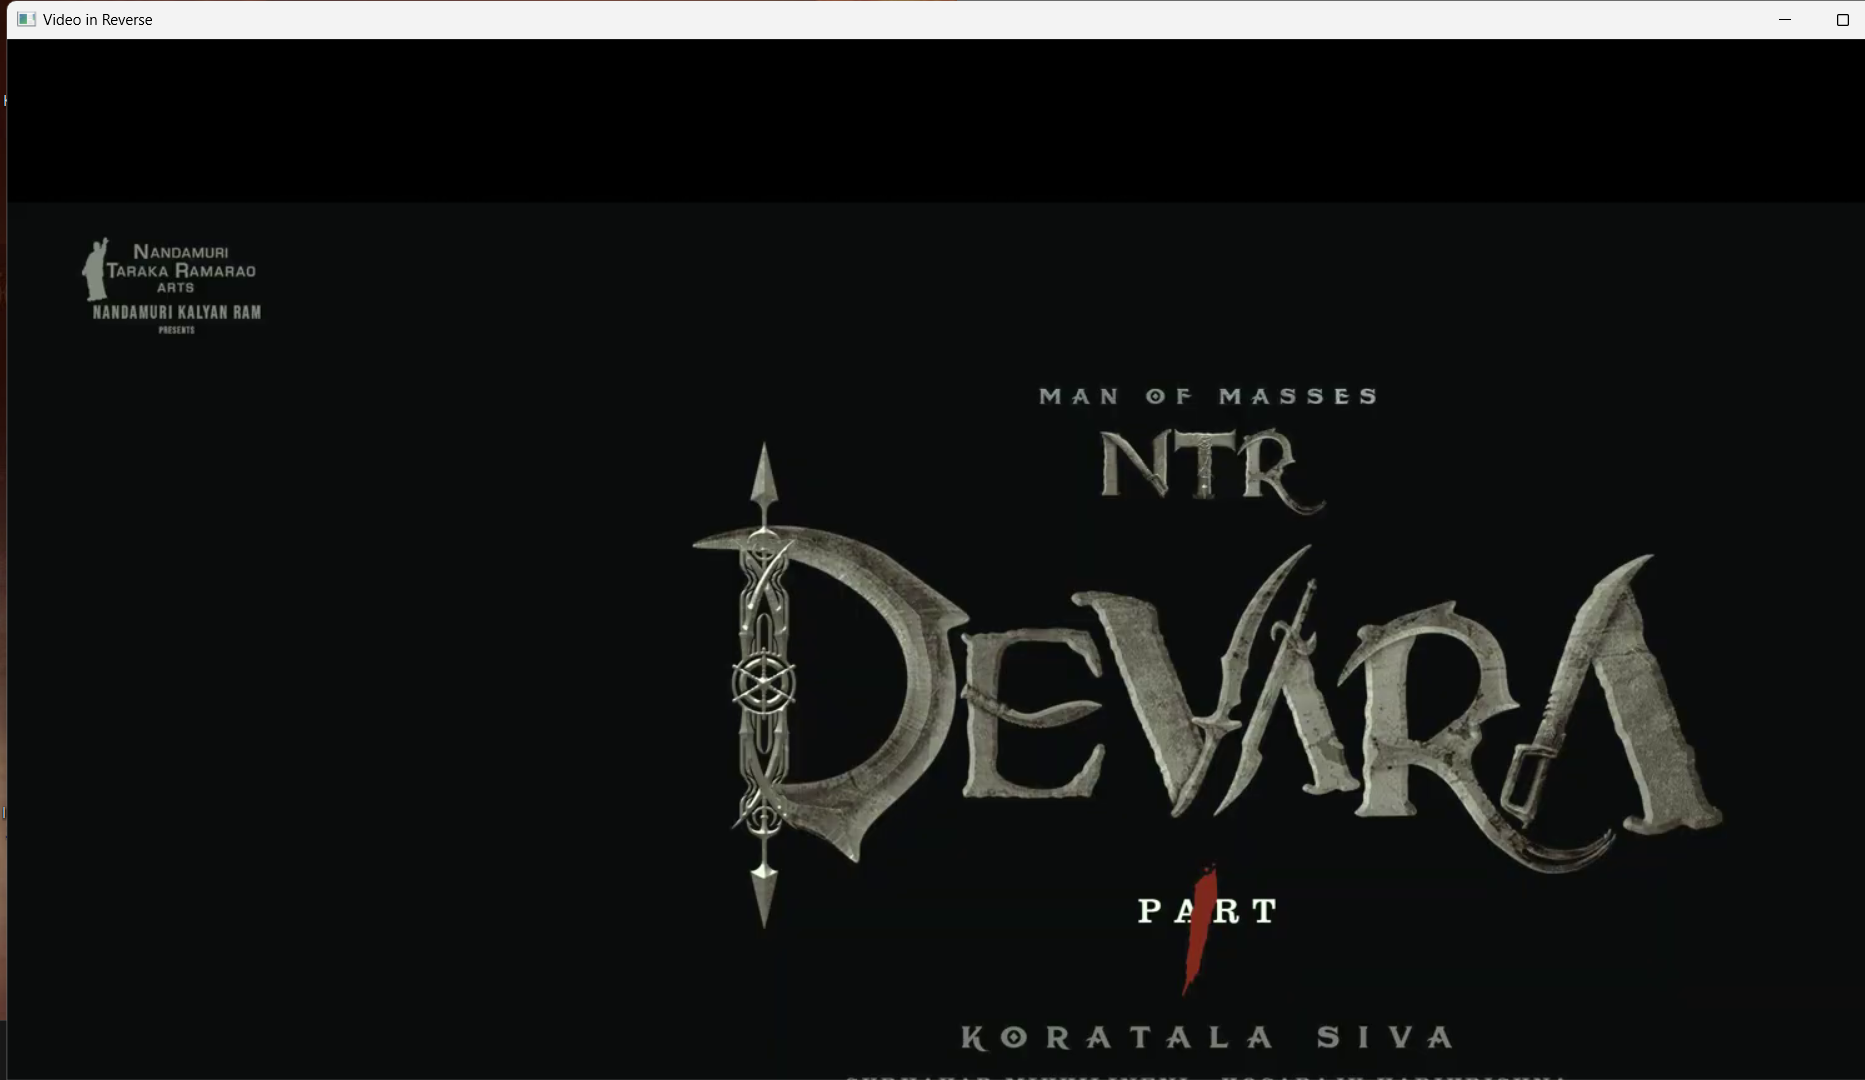 Video in Reverse
NANDAMURI
TARAKA RAMARAO
ARTS
NANDAMURI KALYAN RAM
PRESENTS
MAN OF MASSES
NTR
DEVARA
PART
1
KORATALA SIVA